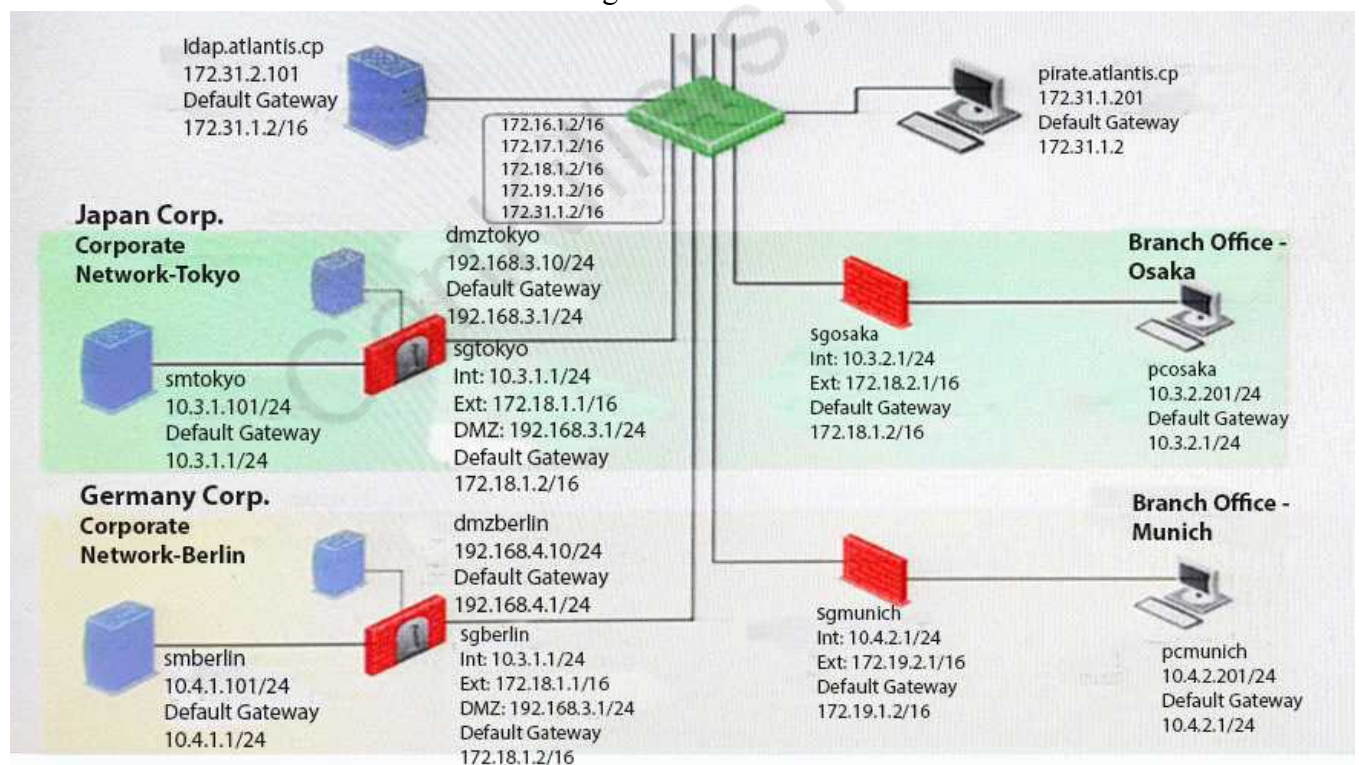 ldap.atlantis.cp
172.31.2.101
Default Gateway
172.31.1.2/16
172.16.1.2/16
172.17.1.2/16
172.18.1.2/16
172.19.1.2/16
172.31.1.2/16
pirate.atlantis.cp
172.31.1.201
Default Gateway
172.31.1.2
Japan Corp.
Corporate
Network-Tokyo
dmztokyo
192.168.3.10/24
Default Gateway
192.168.3.1/24
smtokyo
10.3.1.101/24
Default Gateway
10.3.1.1/24
sgtokyo
Int: 10.3.1.1/24
Ext: 172.18.1.1/16
DMZ: 192.168.3.1/24
Default Gateway
172.18.1.2/16
Sgosaka
Int: 10.3.2.1/24
Ext: 172.18.2.1/16
Default Gateway
172.18.1.2/16
Branch Office -
Osaka
pcosaka
10.3.2.201/24
Default Gateway
10.3.2.1/24
Germany Corp.
Corporate
Network-Berlin
dmzberlin
192.168.4.10/24
Default Gateway
192.168.4.1/24
smberlin
10.4.1.101/24
Default Gateway
10.4.1.1/24
sgberlin
Int: 10.3.1.1/24
Ext: 172.18.1.1/16
DMZ: 192.168.3.1/24
Default Gateway
172.18.1.2/16
Sgmunich
Int: 10.4.2.1/24
Ext: 172.19.2.1/16
Default Gateway
172.19.1.2/16
Branch Office -
Munich
pcmunich
10.4.2.201/24
Default Gateway
10.4.2.1/24